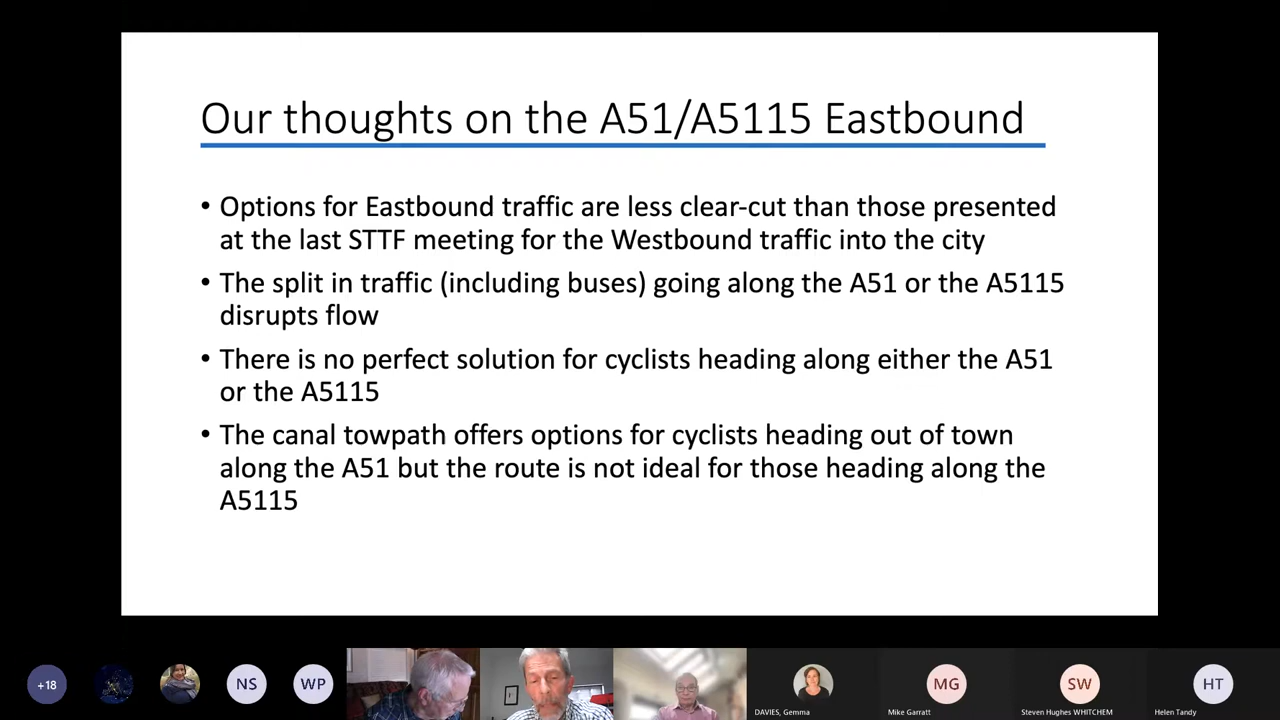 Our thoughts on the A51/A5115 Eastbound
• Options for Eastbound traffic are less clear-cut than those presented
at the last STTF meeting for the Westbound traffic into the city
• The split in traffic (including buses) going along the A51 or the A5115
disrupts flow
• There is no perfect solution for cyclists heading along either the A51
or the A5115
• The canal towpath offers options for cyclists heading out of town
along the A51 but the route is not ideal for those heading along the
A5115
+18
NS
WP
MG
SW
HT
DAVIES, Gemma
Mike Garratt
Steven Hughes WHITCHEM
Helen Tandy